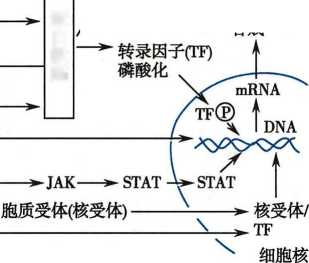 转录因子(TF)
磷酸化
mRNA
TF Ⓟ
DNA
JAK STAT STAT
胞质受体(核受体) 核受体/
TF
细胞核